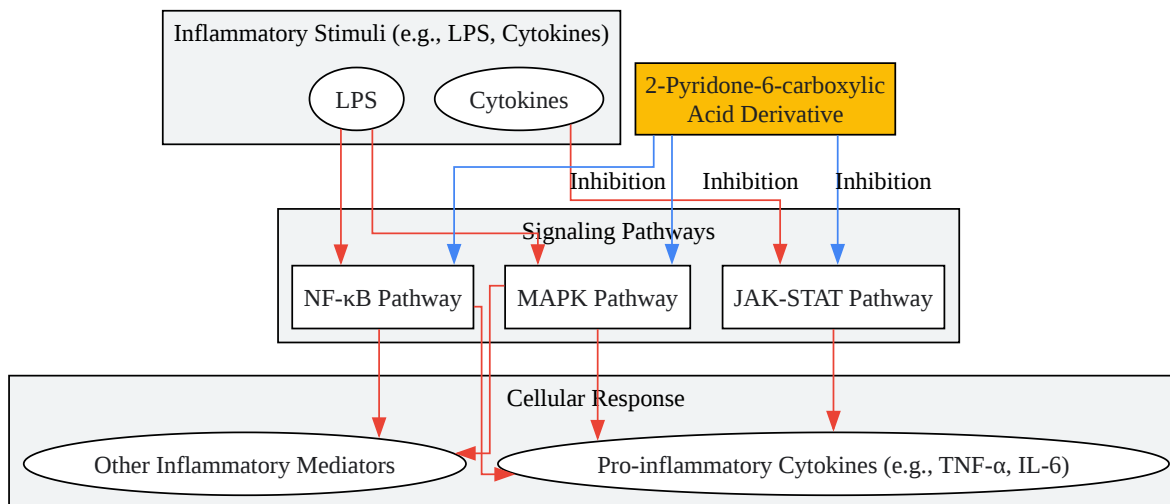 Inflammatory Stimuli (e.g., LPS, Cytokines)
LPS
Cytokines
2-Pyridone-6-carboxylic
Acid Derivative
Inhibition
Inhibition
Inhibition
Signaling Pathways
NF-κB Pathway
MAPK Pathway
JAK-STAT Pathway
Cellular Response
Other Inflammatory Mediators
Pro-inflammatory Cytokines (e.g., TNF-α, IL-6)